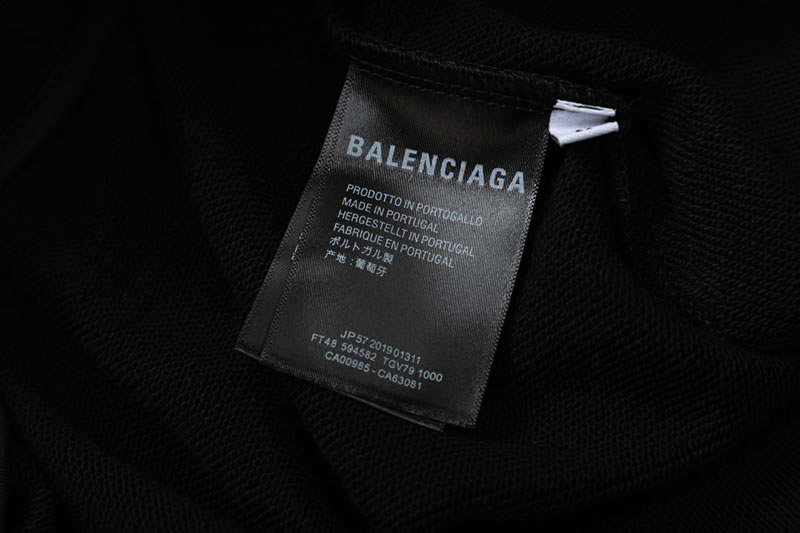 BALENCIAGA
PRODOTTO IN PORTOGALLO
MADE IN PORTUGAL
HERGESTELLT IN PORTUGAL
FABRIQUE EN PORTUGAL
ポルトガル製
产地:葡萄牙
JP57 201901311
FT48 594582 TGV79 1000
CA00985-CA63081